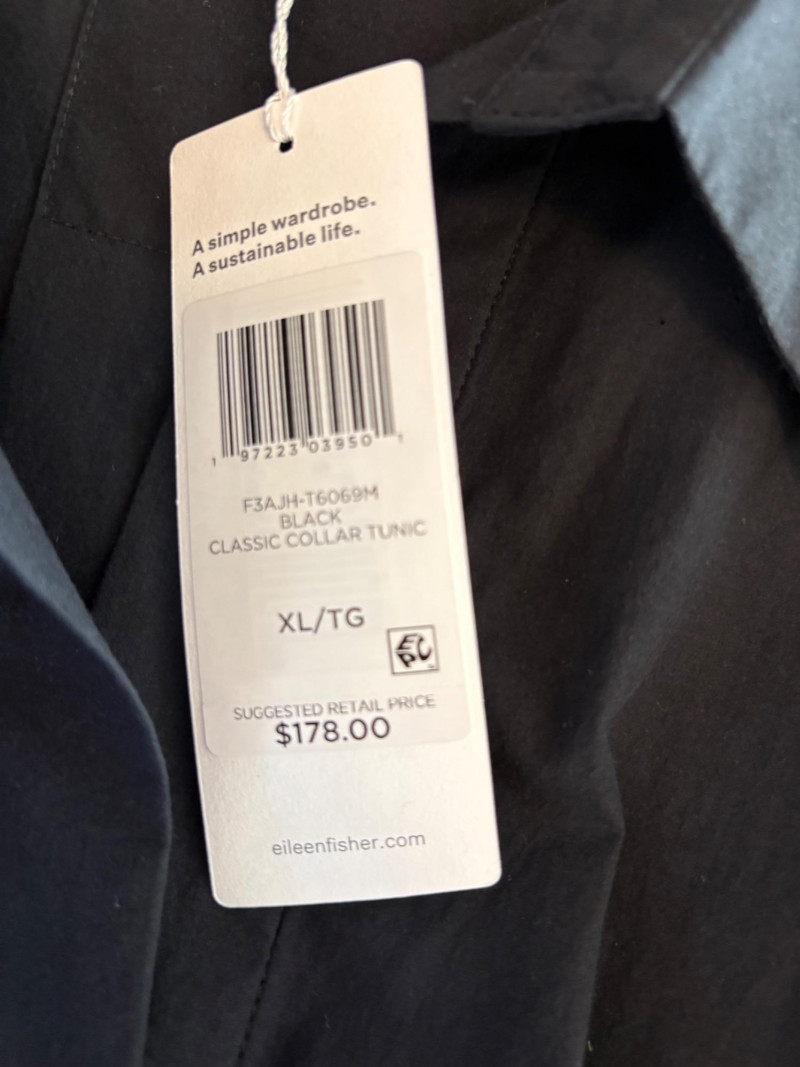 A simple wardrobe.
A sustainable life.
1 97223 03950 1
F3AJH-T6069M
BLACK
CLASSIC COLLAR TUNIC
XL/TG
EPC
SUGGESTED RETAIL PRICE
$178.00
eileenfisher.com